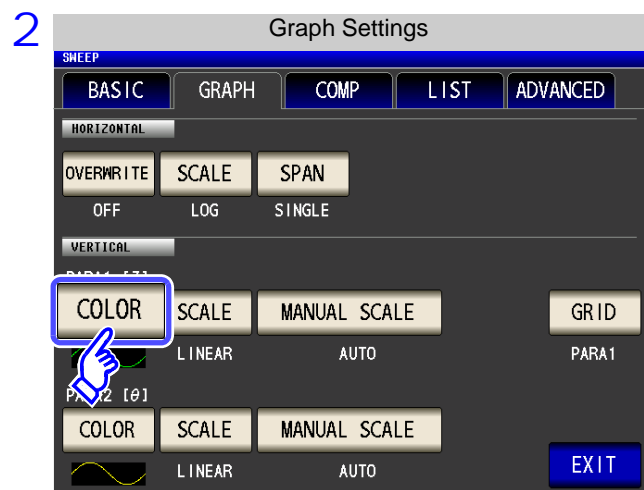 2
Graph Settings
SWEEP
BASIC GRAPH COMP LIST ADVANCED
HORIZONTAL
OVERWRITE SCALE SPAN
OFF LOG SINGLE
VERTICAL
COLOR SCALE MANUAL SCALE GRID
LINEAR AUTO PARA1
[θ]
COLOR SCALE MANUAL SCALE
LINEAR AUTO EXIT